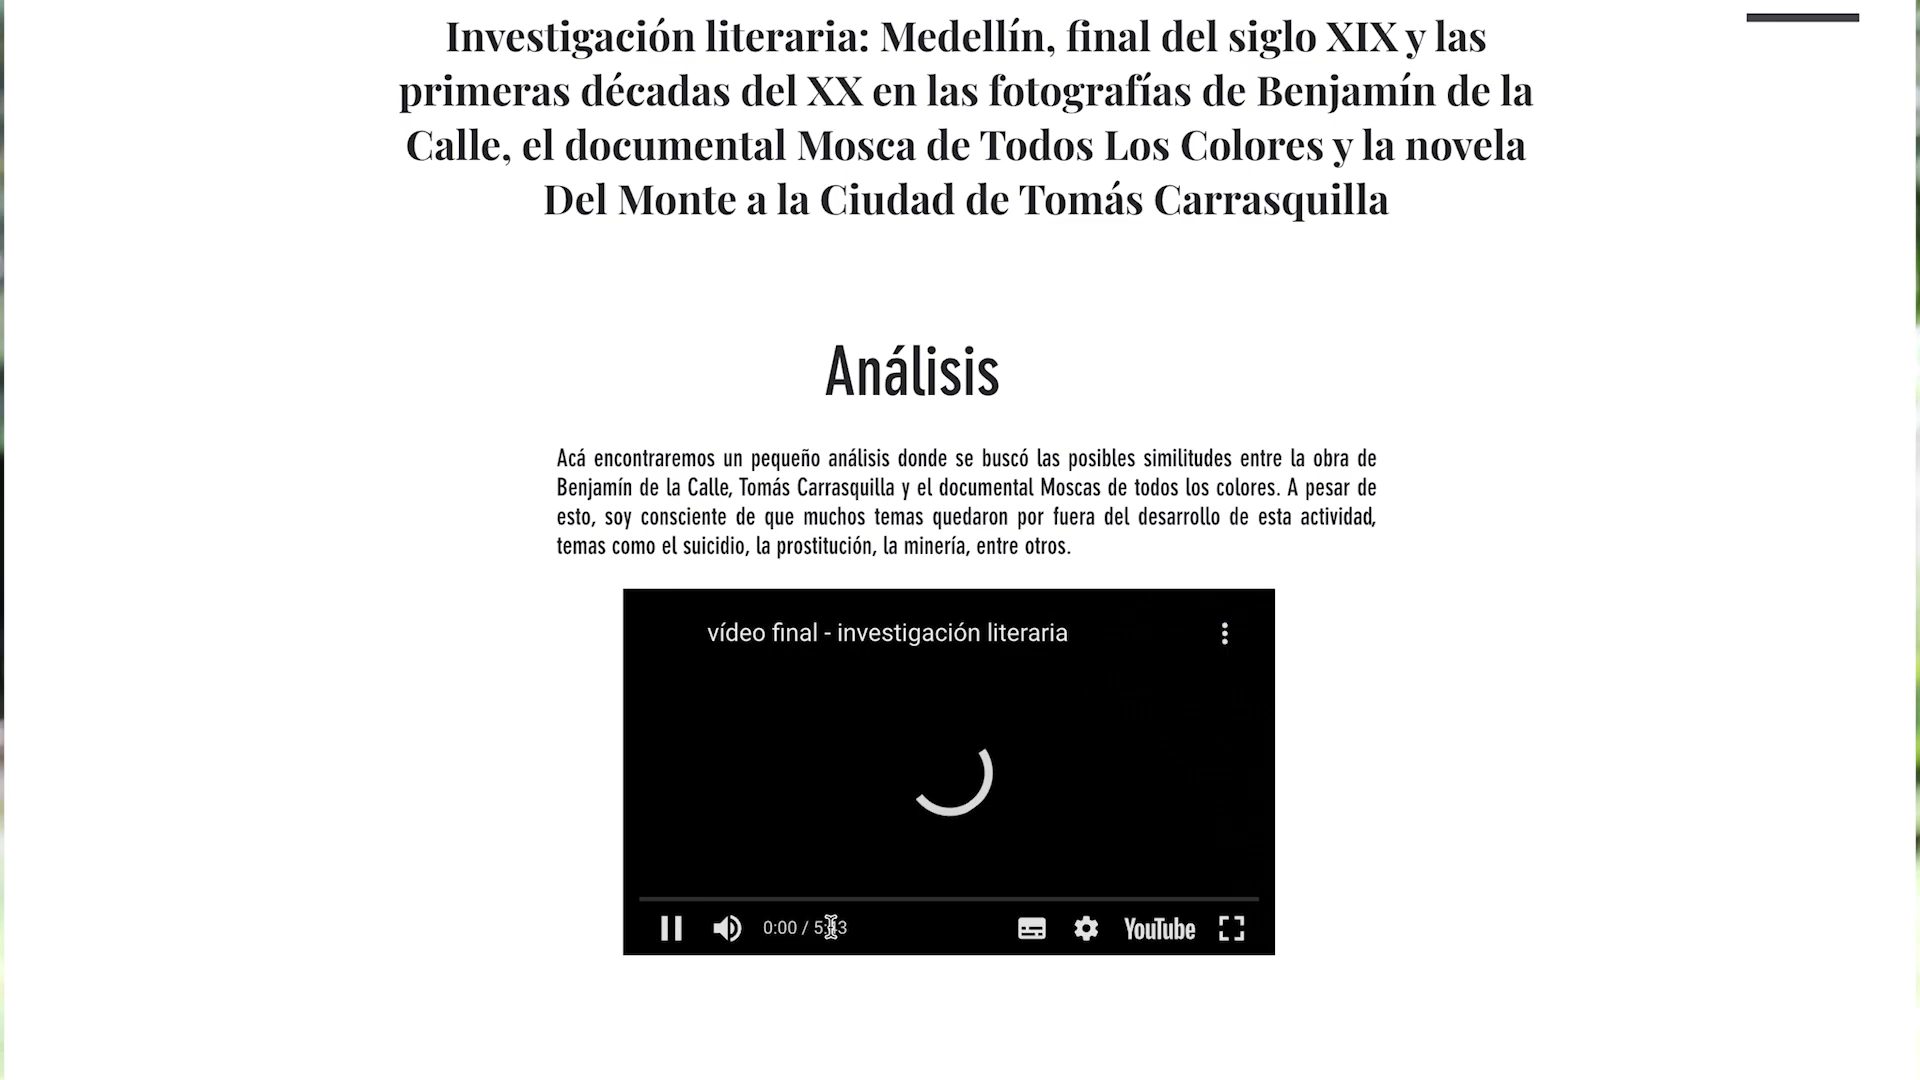 Investigación literaria: Medellín, final del siglo XIX y las
primeras décadas del XX en las fotografías de Benjamín de la
Calle, el documental Mosca de Todos Los Colores y la novela
Del Monte a la Ciudad de Tomás Carrasquilla
Análisis
Acá encontraremos un pequeño análisis donde se buscó las posibles similitudes entre la obra de
Benjamín de la Calle, Tomás Carrasquilla y el documental Moscas de todos los colores. A pesar de
esto, soy consciente de que muchos temas quedaron por fuera del desarrollo de esta actividad,
temas como el suicidio, la prostitución, la minería, entre otros.
vídeo final - investigación literaria
0:00 /
YouTube